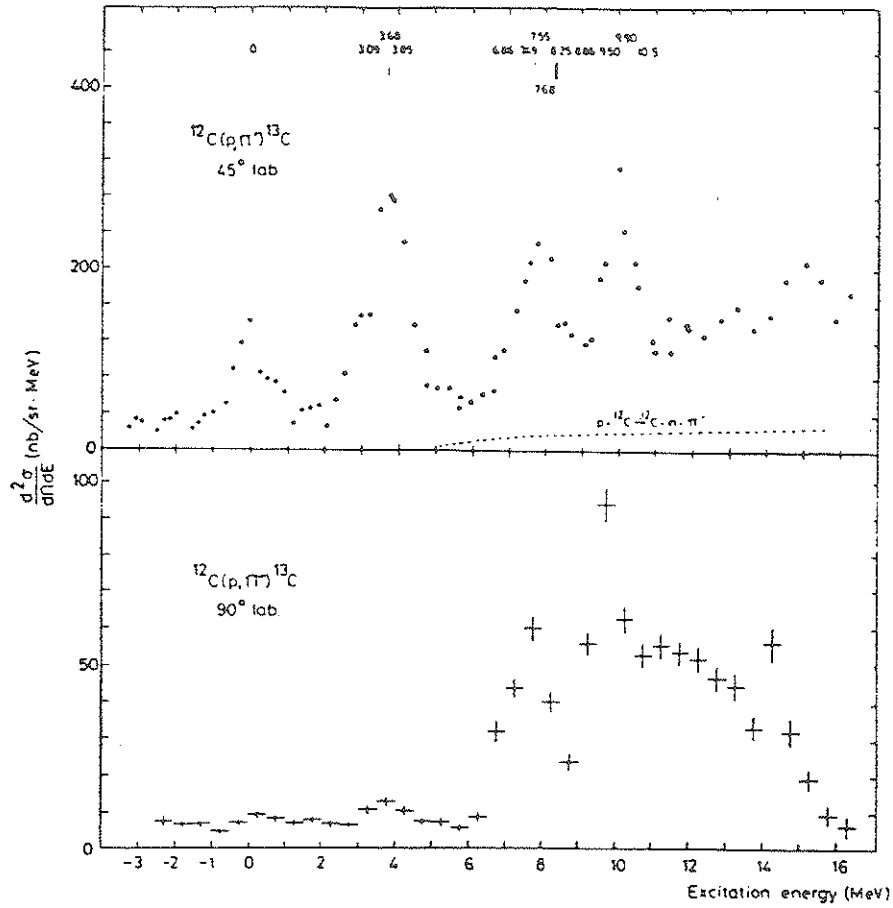 3.68 7.55 9.90
0 3.09 3.85 6.86 7.49 8.25 8.86 9.50 10.5
7.68
400
¹²C(p,π⁻)¹³C
45° lab
200
0
p+¹²C→¹²C+n+π⁺
d²σ/dΩdE (nb/sr·MeV)
100
¹²C(p,π⁻)¹³C
90° lab.
50
0
-3 -2 -1 0 2 4 6 8 10 12 14 16
Excitation energy (MeV)